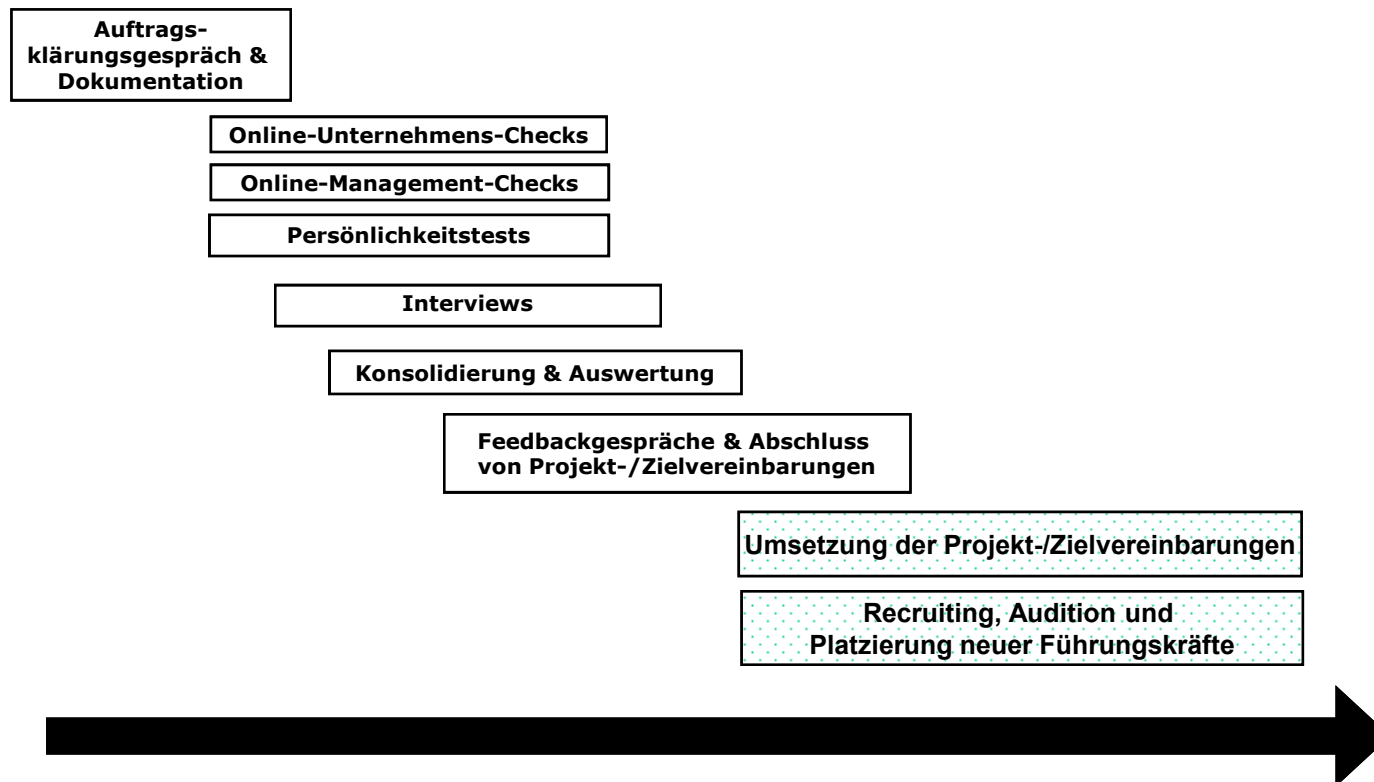 Auftrags-
klärungsgespräch &
Dokumentation
Online-Unternehmens-Checks
Online-Management-Checks
Persönlichkeitstests
Interviews
Konsolidierung & Auswertung
Feedbackgespräche & Abschluss
von Projekt-/Zielvereinbarungen
Umsetzung der Projekt-/Zielvereinbarungen
Recruiting, Audition und
Platzierung neuer Führungskräfte